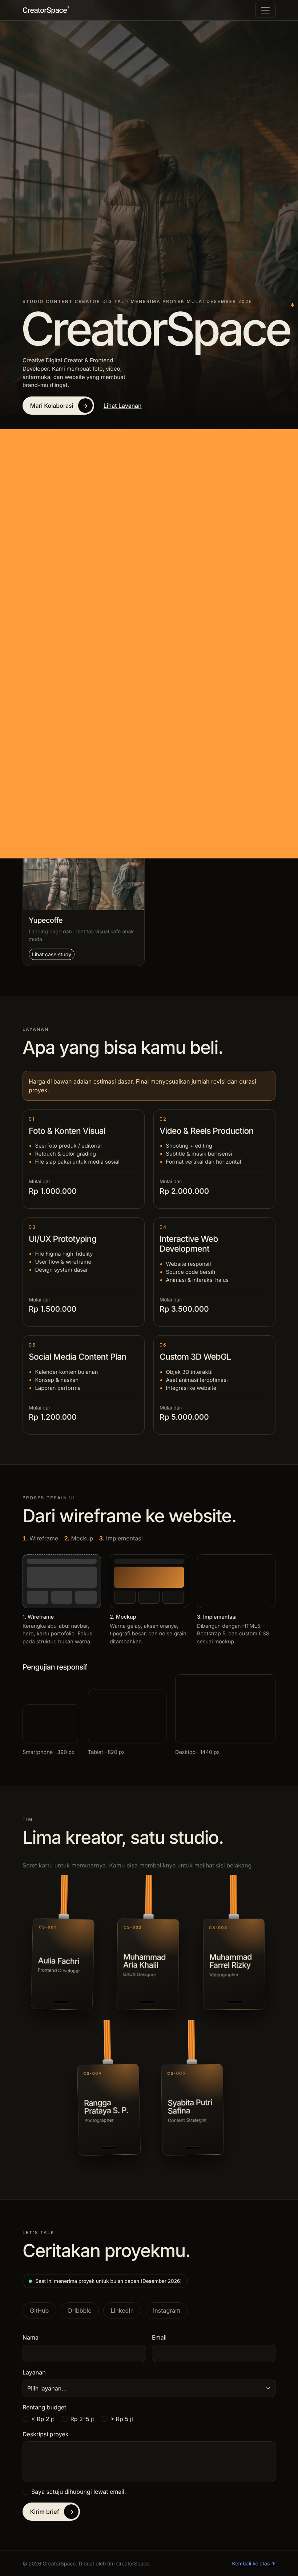 CreatorSpace
STUDIO CONTENT CREATOR DIGITAL · MENERIMA PROYEK MULAI DESEMBER 2026
CreatorSpace
Creative Digital Creator & Frontend
Developer. Kami membuat foto, video,
antarmuka, dan website yang membuat
brand-mu diingat.
Mari Kolaborasi →
Lihat Layanan
Yupecoffe
Landing page dan identitas visual kafe anak
muda.
Lihat case study
LAYANAN
Apa yang bisa kamu beli.
Harga di bawah adalah estimasi dasar. Final menyesuaikan jumlah revisi dan durasi
proyek.
01
Foto & Konten Visual
Sesi foto produk / editorial
Retouch & color grading
File siap pakai untuk media sosial
Mulai dari
Rp 1.000.000
02
Video & Reels Production
Shooting + editing
Subtitle & musik berlisensi
Format vertikal dan horizontal
Mulai dari
Rp 2.000.000
03
UI/UX Prototyping
File Figma high-fidelity
User flow & wireframe
Design system dasar
Mulai dari
Rp 1.500.000
04
Interactive Web
Development
Website responsif
Source code bersih
Animasi & interaksi halus
Mulai dari
Rp 3.500.000
05
Social Media Content Plan
Kalender konten bulanan
Konsep & naskah
Laporan performa
Mulai dari
Rp 1.200.000
06
Custom 3D WebGL
Objek 3D interaktif
Aset animasi teroptimasi
Integrasi ke website
Mulai dari
Rp 5.000.000
PROSES DESAIN UI
Dari wireframe ke website.
1. Wireframe 2. Mockup 3. Implementasi
1. Wireframe
Kerangka abu-abu: navbar,
hero, kartu portofolio. Fokus
pada struktur, bukan warna.
2. Mockup
Warna gelap, aksen oranye,
tipografi besar, dan noise grain
ditambahkan.
3. Implementasi
Dibangun dengan HTML5,
Bootstrap 5, dan custom CSS
sesuai mockup.
Pengujian responsif
Smartphone · 390 px
Tablet · 820 px
Desktop · 1440 px
TIM
Lima kreator, satu studio.
Seret kartu untuk memutarnya. Kamu bisa membaliknya untuk melihat sisi belakang.
CS-001
Aulia Fachri
Frontend Developer
CS-002
Muhammad
Aria Khalil
UI/UX Designer
CS-003
Muhammad
Farrel Rizky
Videographer
CS-004
Rangga
Prataya S. P.
Photographer
CS-005
Syabita Putri
Safina
Content Strategist
LET'S TALK
Ceritakan proyekmu.
Saat ini menerima proyek untuk bulan depan (Desember 2026)
GitHub
Dribbble
LinkedIn
Instagram
Nama
Email
Layanan
Pilih layanan...
Rentang budget
< Rp 2 jt
Rp 2–5 jt
> Rp 5 jt
Deskripsi proyek
Saya setuju dihubungi lewat email.
Kirim brief →
© 2026 CreatorSpace. Dibuat oleh tim CreatorSpace.
Kembali ke atas ↑